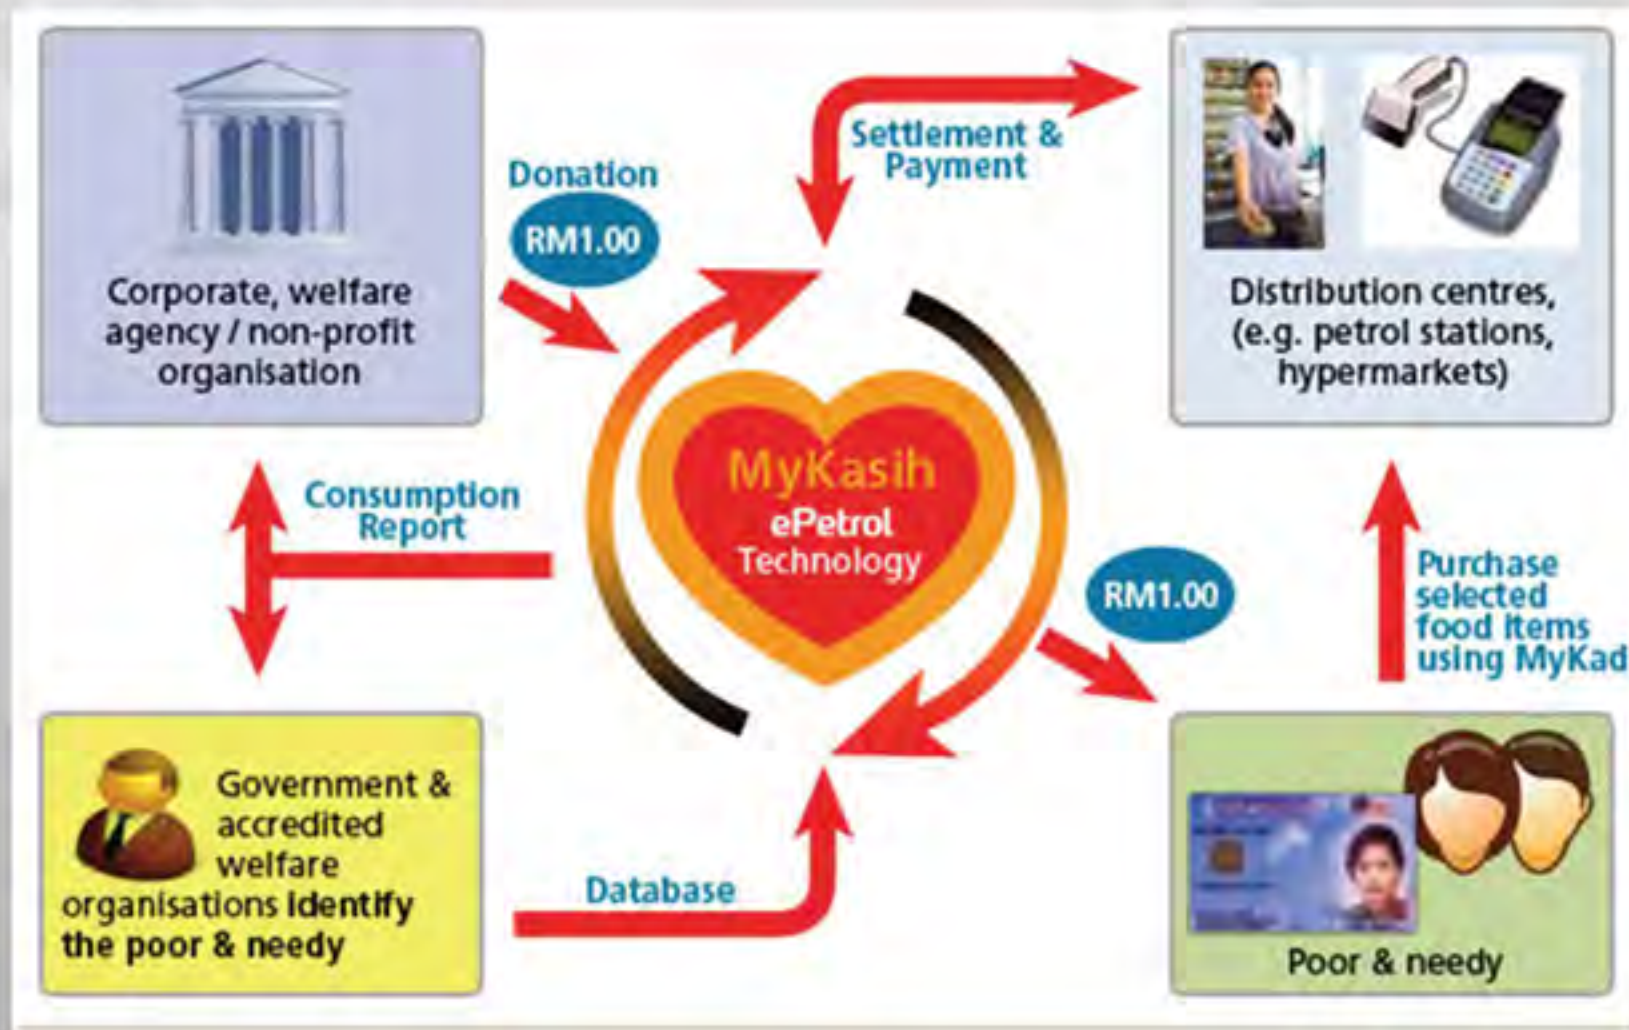 Corporate, welfare
agency / non-profit
organisation
Donation
RM1.00
Settlement &
Payment
Distribution centres,
(e.g. petrol stations,
hypermarkets)
Consumption
Report
MyKasih
ePetrol
Technology
RM1.00
Purchase
selected
food items
using MyKad
Government &
accredited
welfare
organisations identify
the poor & needy
Database
Poor & needy